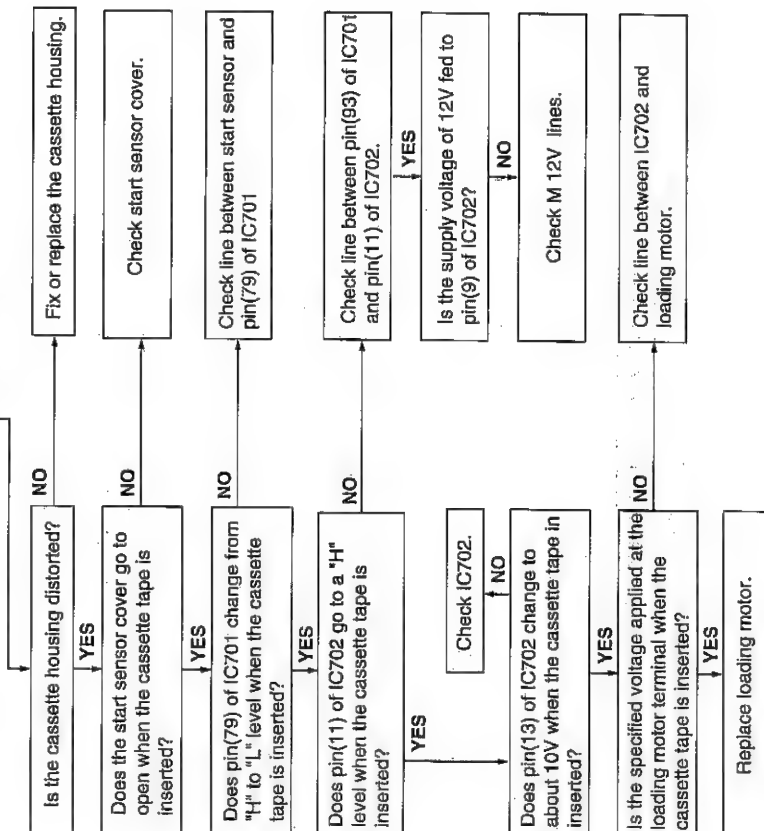 Is the cassette housing distorted?
NO
Fix or replace the cassette housing.
YES
Does the start sensor cover go to
open when the cassette tape is
inserted?
NO
Check start sensor cover.
YES
Does pin(79) of IC701 change from
"H" to "L" level when the cassette
tape is inserted?
NO
Check line between start sensor and
pin(79) of IC701
YES
Does pin(11) of IC702 go to a "H"
level when the cassette tape is
inserted?
NO
Check line between pin(93) of IC701
and pin(11) of IC702.
YES
Is the supply voltage of 12V fed to
pin(9) of IC702?
NO
Check M 12V lines.
YES
Check IC702.
NO
Does pin(13) of IC702 change to
about 10V when the cassette tape in
inserted?
YES
Is the specified voltage applied at the
loading motor terminal when the
cassette tape is inserted?
NO
Check line between IC702 and
loading motor.
YES
Replace loading motor.